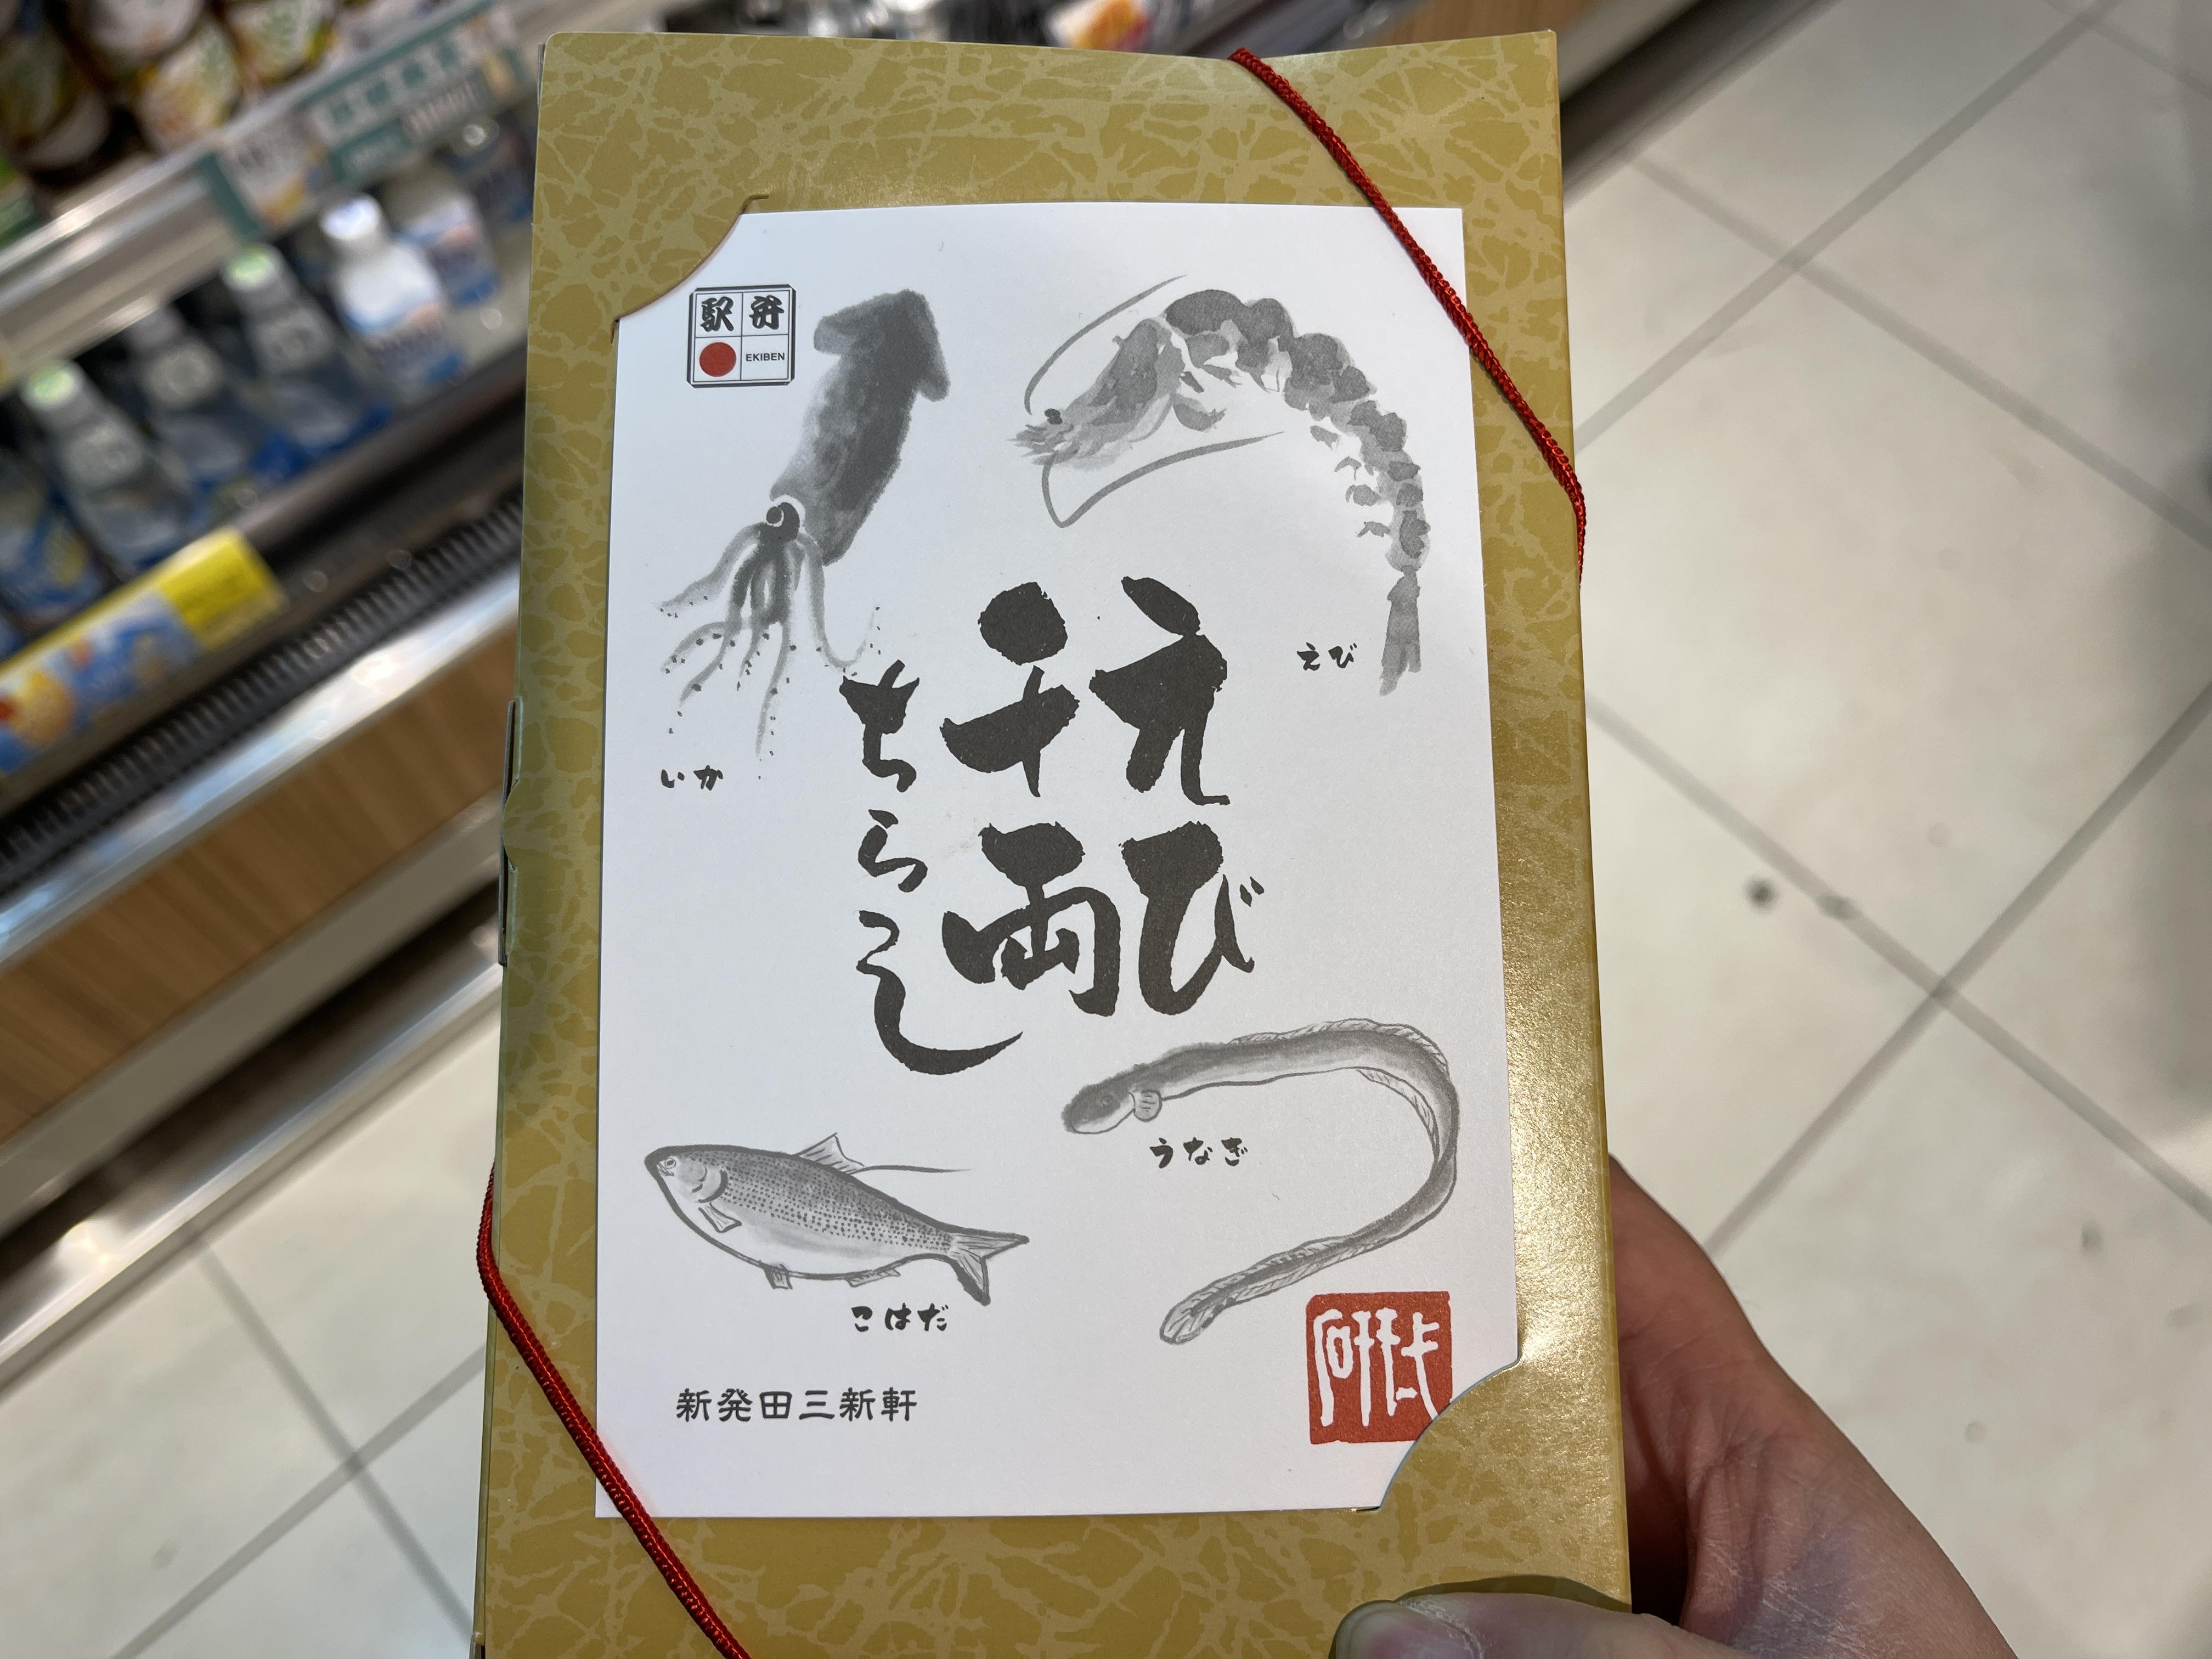 駅弁
EKIBEN
えび
千両
ちらし
えび
いか
うなぎ
こはだ
新発田三新軒